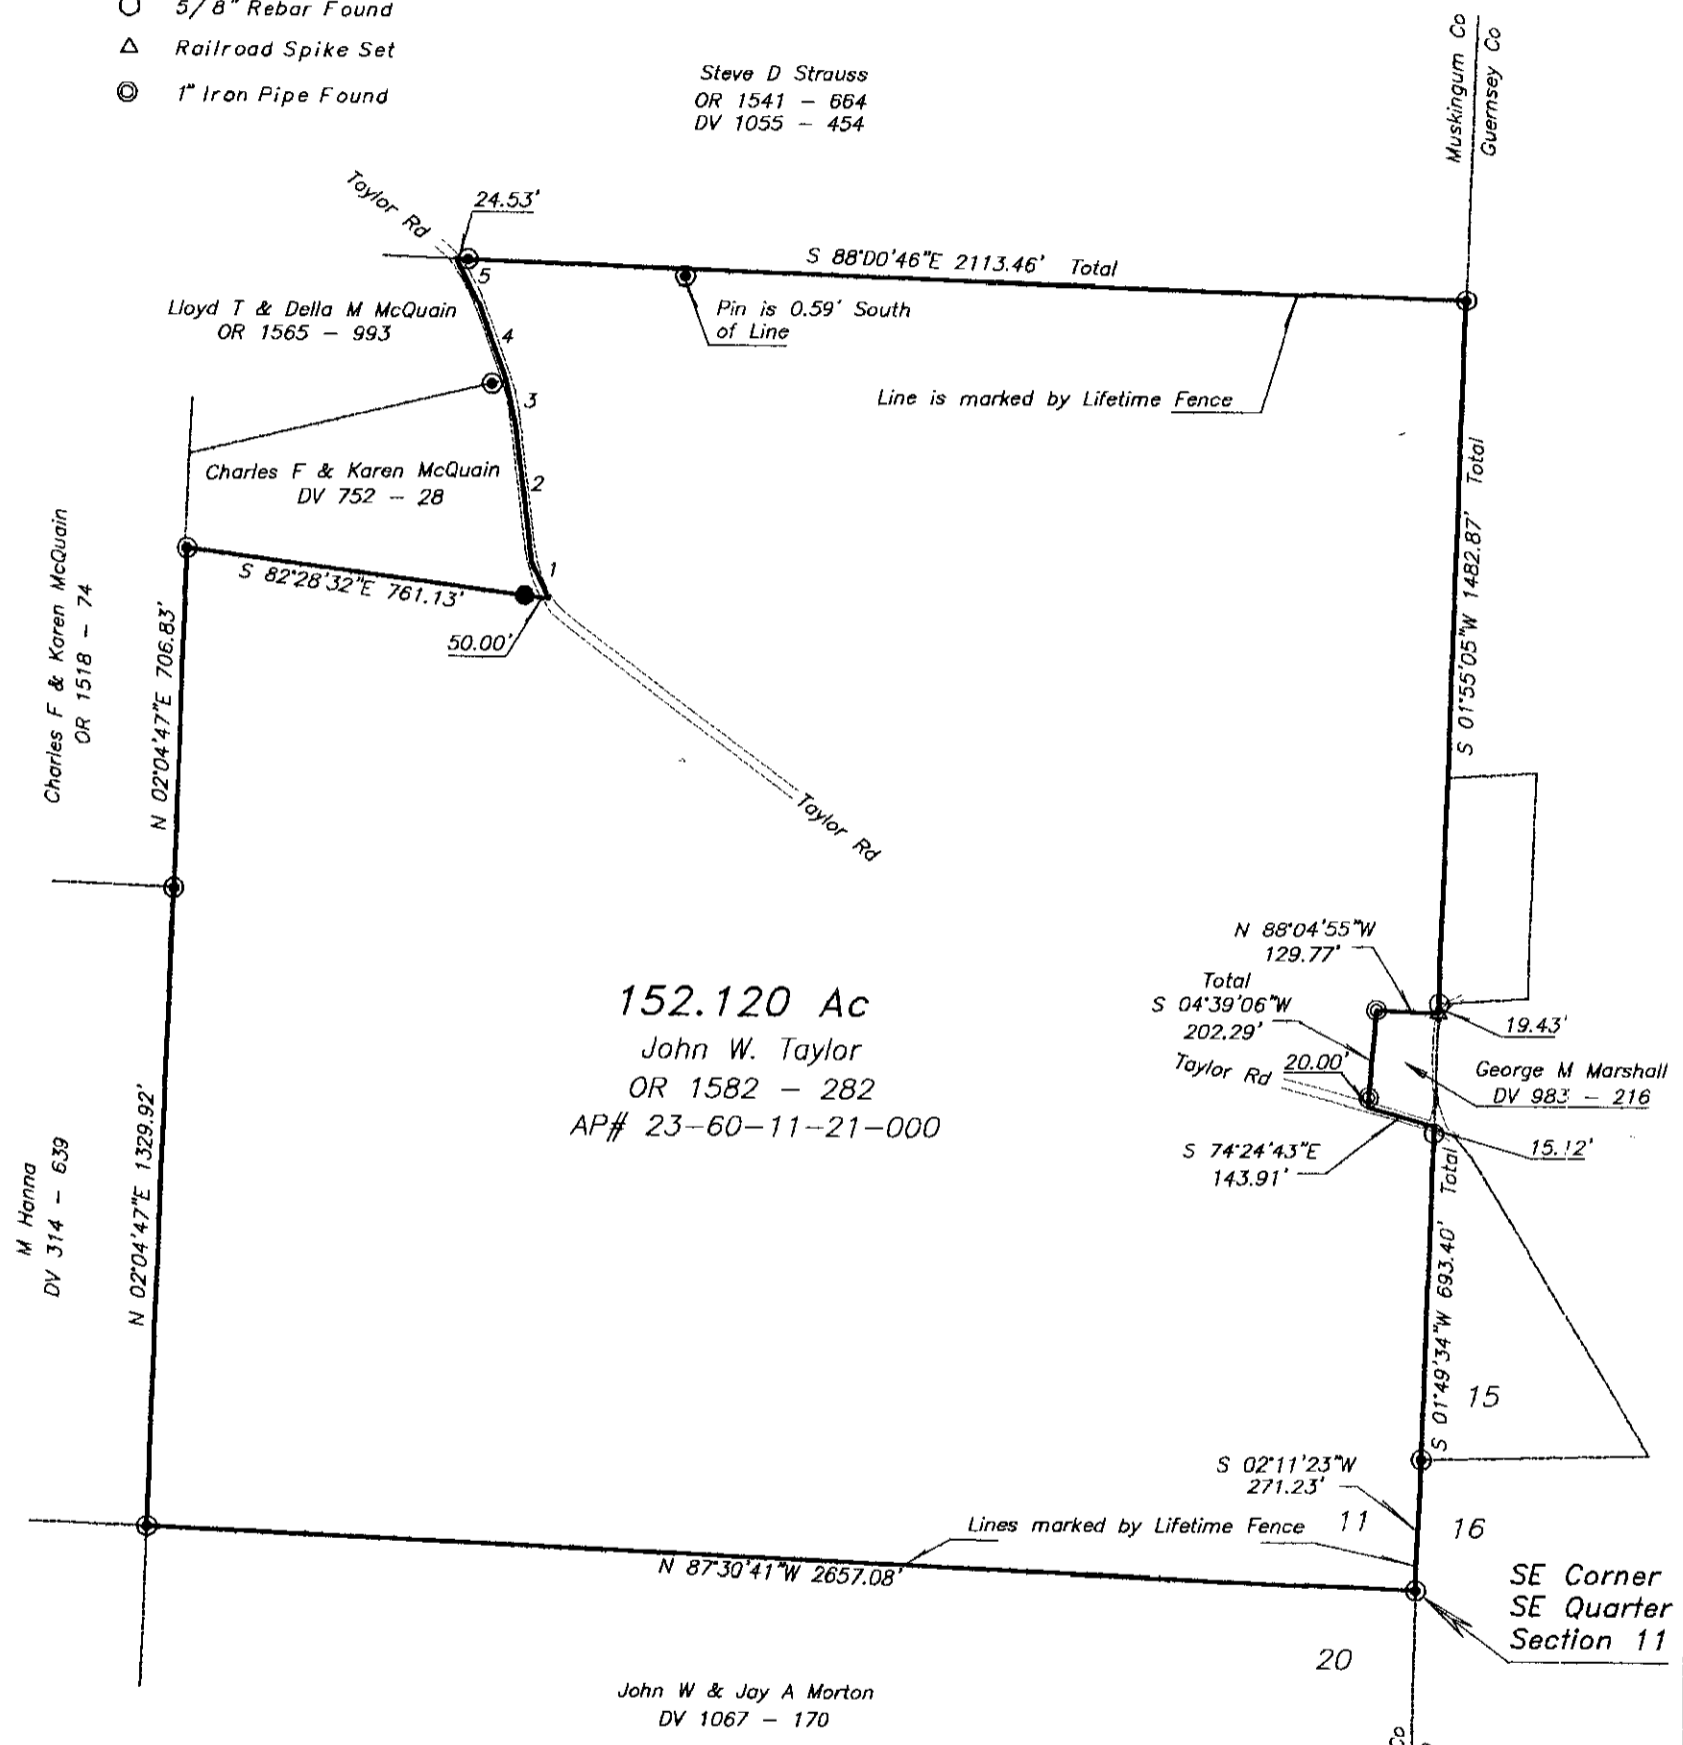 5/8" Rebar Found
Railroad Spike Set
1" Iron Pipe Found
Steve D Strauss
OR 1541 - 664
DV 1055 - 454
Muskingum Co
Guernsey Co
Taylor Rd
24.53'
S 88°00'46"E 2113.46' Total
5
Lloyd T & Della M McQuain
OR 1565 - 993
4
Pin is 0.59' South
of Line
3
Line is marked by Lifetime Fence
Charles F & Karen McQuain
DV 752 - 28
2
S 01°55'05"W 1482.87' Total
Charles F & Karen McQuain
OR 1518 - 74
S 82°28'32"E 761.13'
1
50.00'
N 02°04'47"E 706.83'
Taylor Rd
N 88°04'55"W
129.77'
Total
S 04°39'06"W
202.29'
19.43'
152.120 Ac
John W. Taylor
OR 1582 - 282
AP# 23-60-11-21-000
Taylor Rd
20.00'
George M Marshall
DV 983 - 216
S 74°24'43"E
143.91'
15.12'
M Hanna
DV 314 - 639
N 02°04'47"E 1329.92'
S 01°49'34"W 693.40' Total
15
S 02°11'23"W
271.23'
Lines marked by Lifetime Fence
11
16
N 87°30'41"W 2657.08'
SE Corner
SE Quarter
Section 11
20
John W & Jay A Morton
DV 1067 - 170
Co